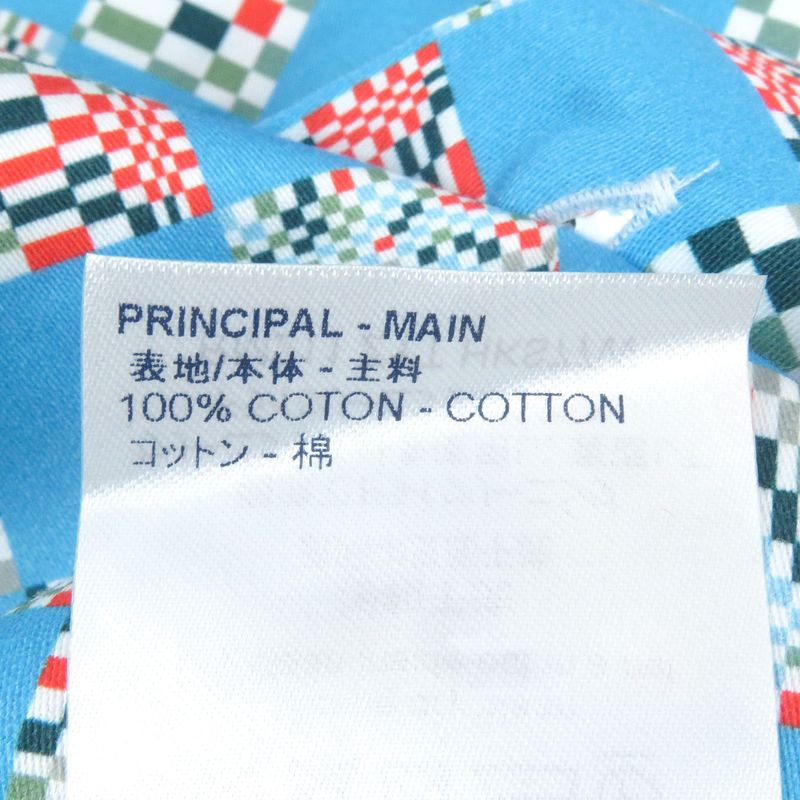 PRINCIPAL - MAIN
表地/本体 - 主料
100% COTON - COTTON
コットン - 棉